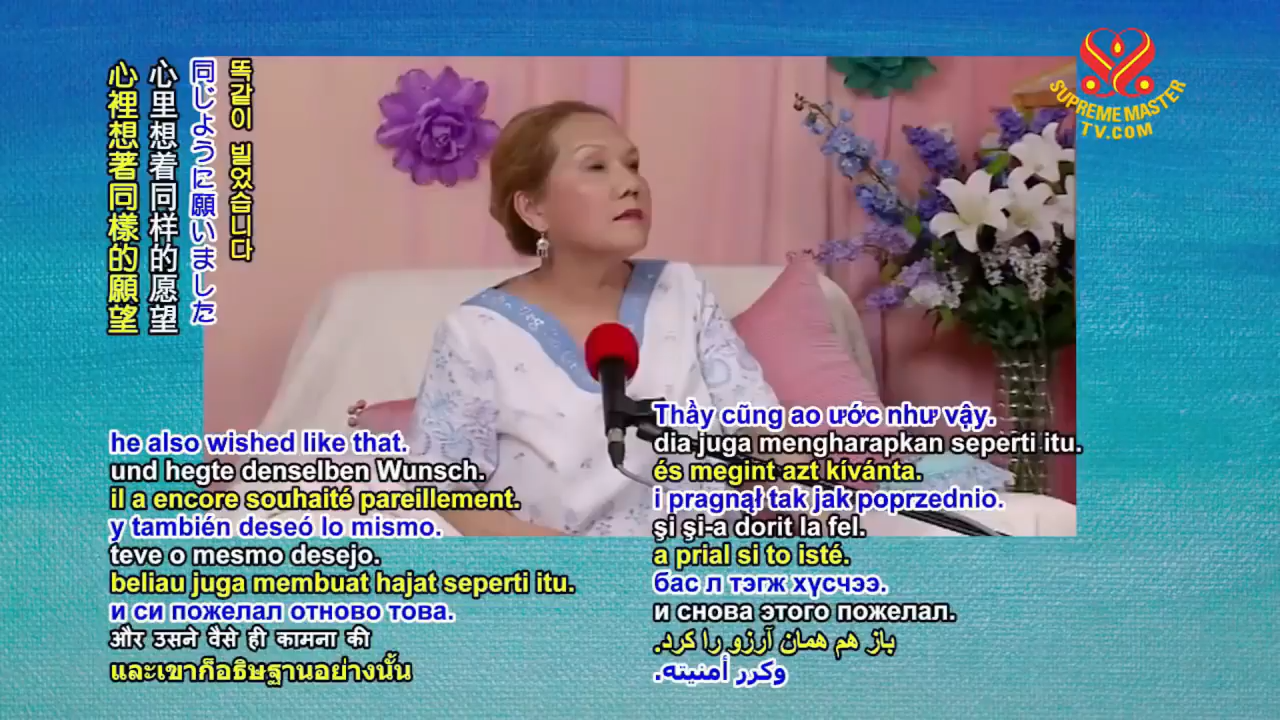 똑같이 빌었습니다
同じように願いました
心里想着同样的愿望
心裡想著同樣的願望
SUPREME MASTER
TV.COM
he also wished like that.
und hegte denselben Wunsch.
il a encore souhaité pareillement.
y también deseó lo mismo.
teve o mesmo desejo.
beliau juga membuat hajat seperti itu.
и си пожелал отново това.
और उसने वैसे ही कामना की
และเขาก็อธิษฐานอย่างนั้น
Thầy cũng ao ước như vậy.
dia juga mengharapkan seperti itu.
és megint azt kívánta.
i pragnął tak jak poprzednio.
şi şi-a dorit la fel.
a prial si to isté.
бас л тэгж хүсчээ.
и снова этого пожелал.
باز هم همان آرزو را کرد.
وكرر أمنيته.